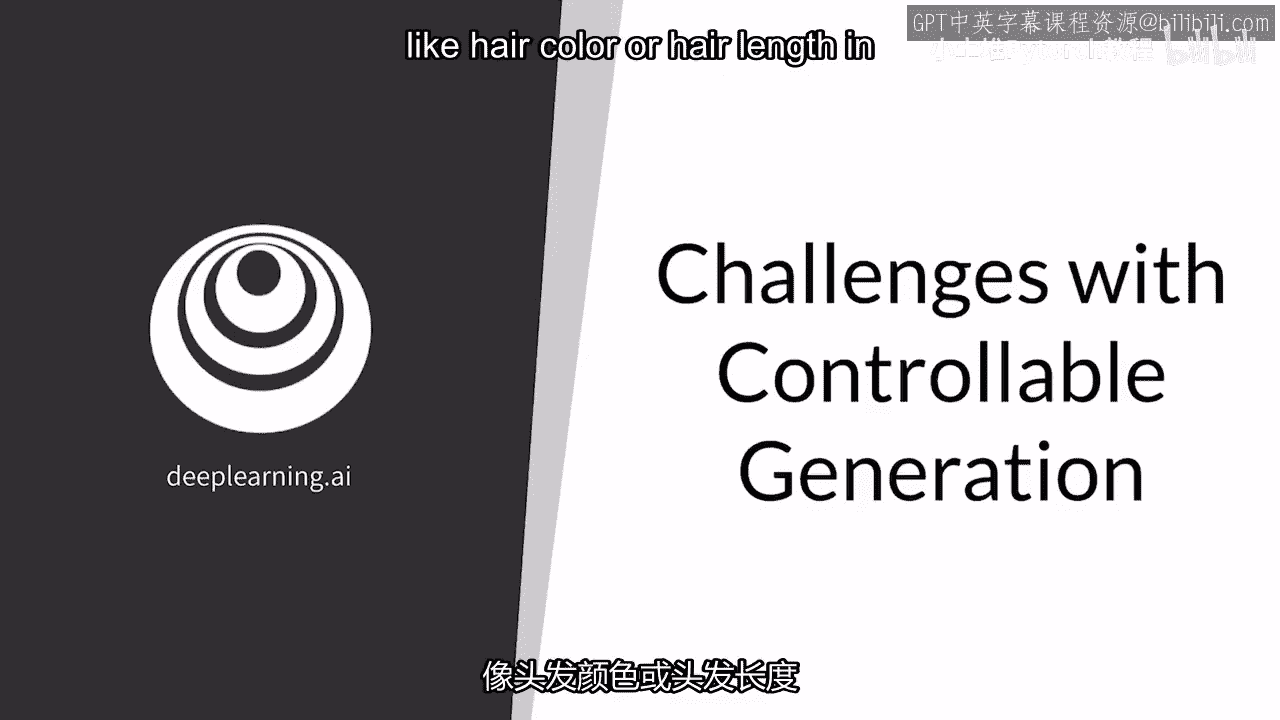 GPT中英字幕课程资源@bilibili.com
like hair color or hair length in
bilibili
Challenges with
Controllable
Generation
deeplearning.ai
像头发颜色或头发长度